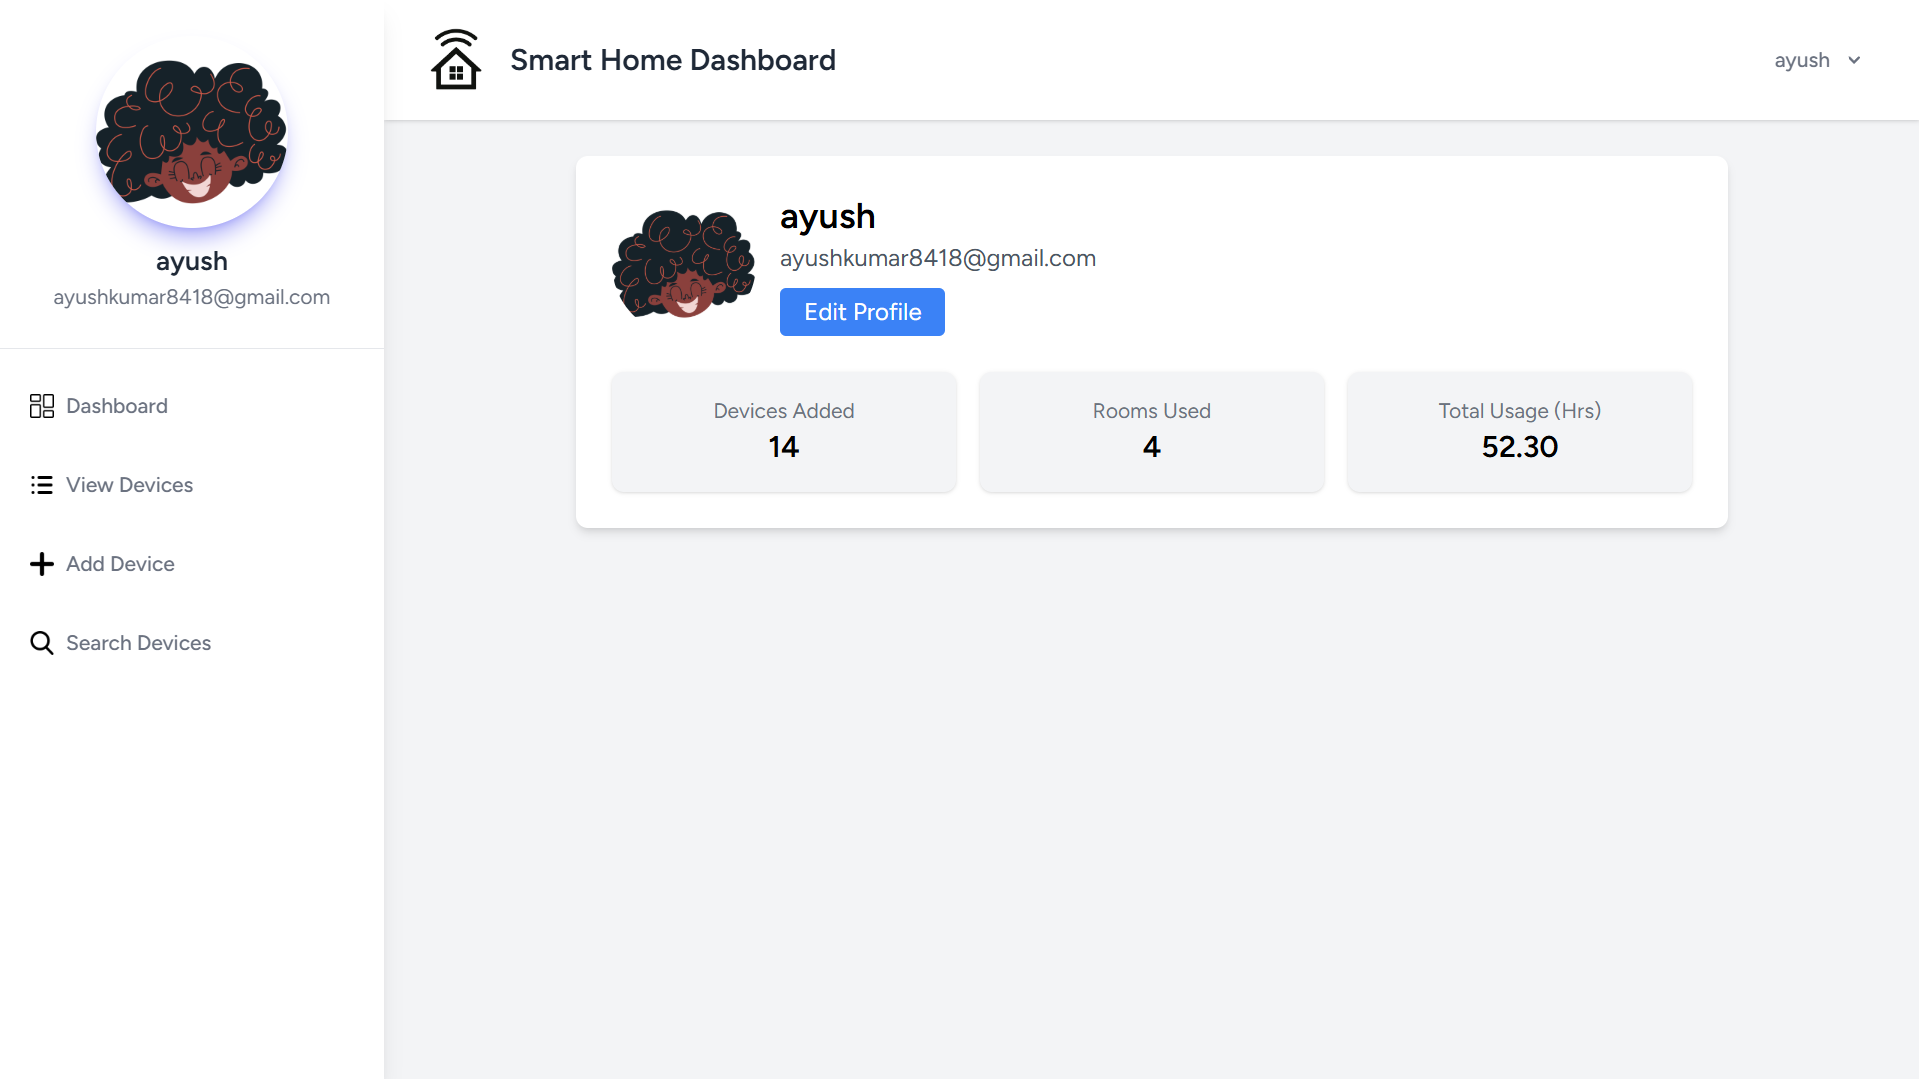 ayush
ayushkumar8418@gmail.com
Dashboard
View Devices
Add Device
Search Devices
Smart Home Dashboard
ayush
ayush
ayushkumar8418@gmail.com
Edit Profile
Devices Added
14
Rooms Used
4
Total Usage (Hrs)
52.30